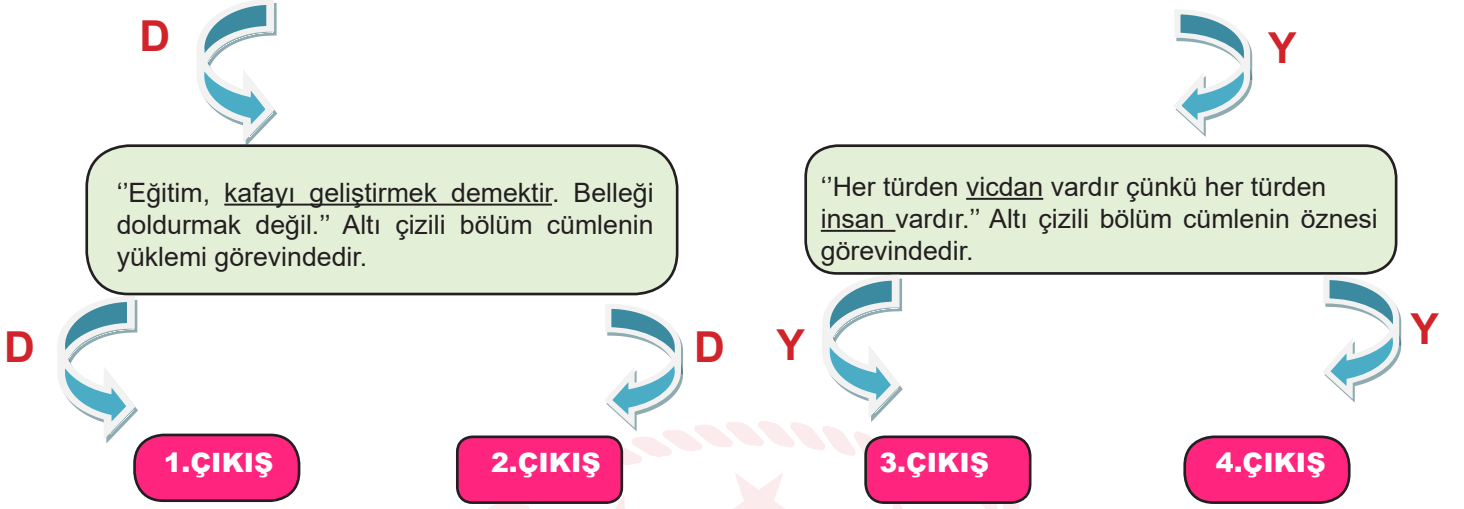 D
Y
‘’Eğitim, kafayı geliştirmek demektir. Belleği
doldurmak değil.’’ Altı çizili bölüm cümlenin
yüklemi görevindedir.
‘’Her türden vicdan vardır çünkü her türden
insan vardır.’’ Altı çizili bölüm cümlenin öznesi
görevindedir.
D
D
Y
Y
1.ÇIKIŞ
2.ÇIKIŞ
3.ÇIKIŞ
4.ÇIKIŞ